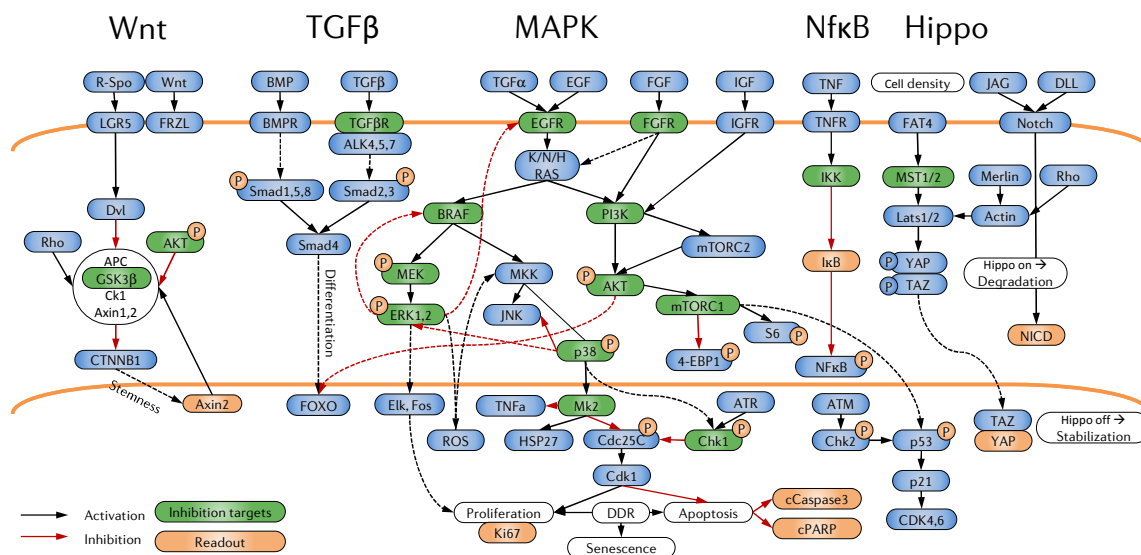 Wnt TGFβ MAPK NfκB Hippo
R-Spo Wnt BMP TGFβ TGFα EGF FGF IGF TNF Cell density JAG DLL
LGR5 FRZL BMPR TGFβR EGFR FGFR IGFR TNFR FAT4 Notch
ALK4,5,7
K/N/H
RAS
IKK MST1/2 Merlin Rho
P Smad1,5,8 Smad2,3 P
Dvl BRAF PI3K Lats1/2 Actin
Rho AKT P Smad4 mTORC2
APC
GSK3β
Ck1
Axin1,2
Differentiation
P MEK MKK P AKT IκB P YAP
P TAZ
Hippo on →
Degradation
P ERK1,2 JNK mTORC1
S6 P NICD
CTNNB1 p38 P 4-EBP1 P NFκB P
Stemness
Axin2 FOXO Elk, Fos TNFa Mk2 ATR ATM
ROS HSP27 Cdc25C P Chk1 P Chk2 P p53 P
TAZ
YAP
Hippo off →
Stabilization
Cdk1 p21
Activation Inhibition targets
Inhibition Readout
Proliferation DDR Apoptosis cCaspase3
Ki67 cPARP
Senescence
CDK4,6